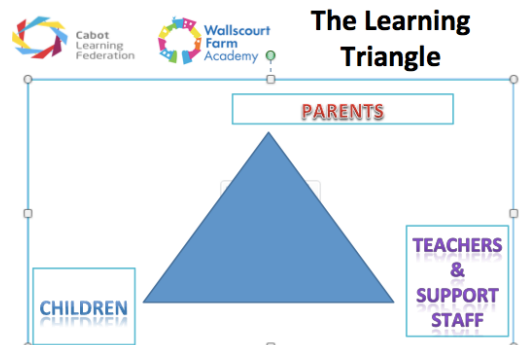 Cabot
Learning
Federation
Wallscourt
Farm
Academy
The Learning
Triangle
PARENTS
CHILDREN
TEACHERS
&
SUPPORT
STAFF